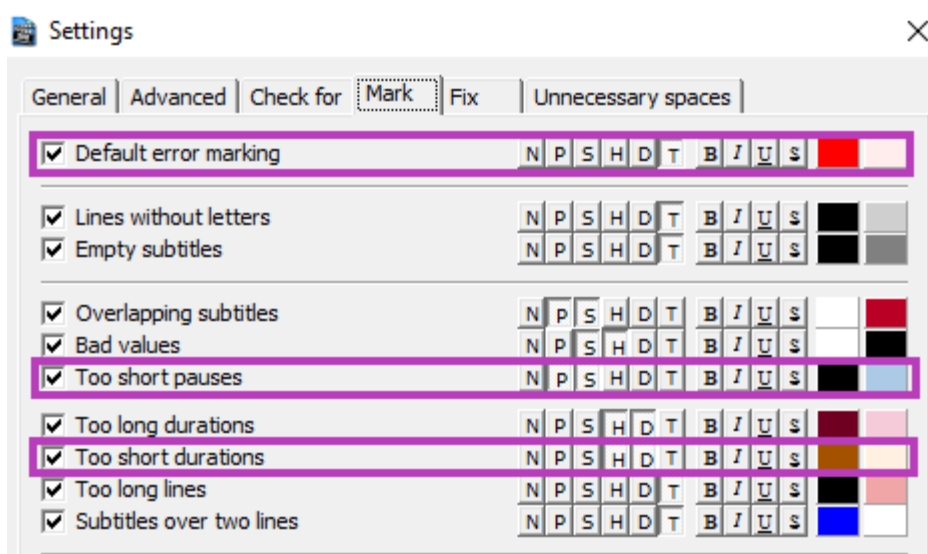 Settings
General Advanced Check for Mark Fix Unnecessary spaces
Default error marking N P S H D T B I U S
Lines without letters N P S H D T B I U S
Empty subtitles N P S H D T B I U S
Overlapping subtitles N P S H D T B I U S
Bad values N P S H D T B I U S
Too short pauses N P S H D T B I U S
Too long durations N P S H D T B I U S
Too short durations N P S H D T B I U S
Too long lines N P S H D T B I U S
Subtitles over two lines N P S H D T B I U S